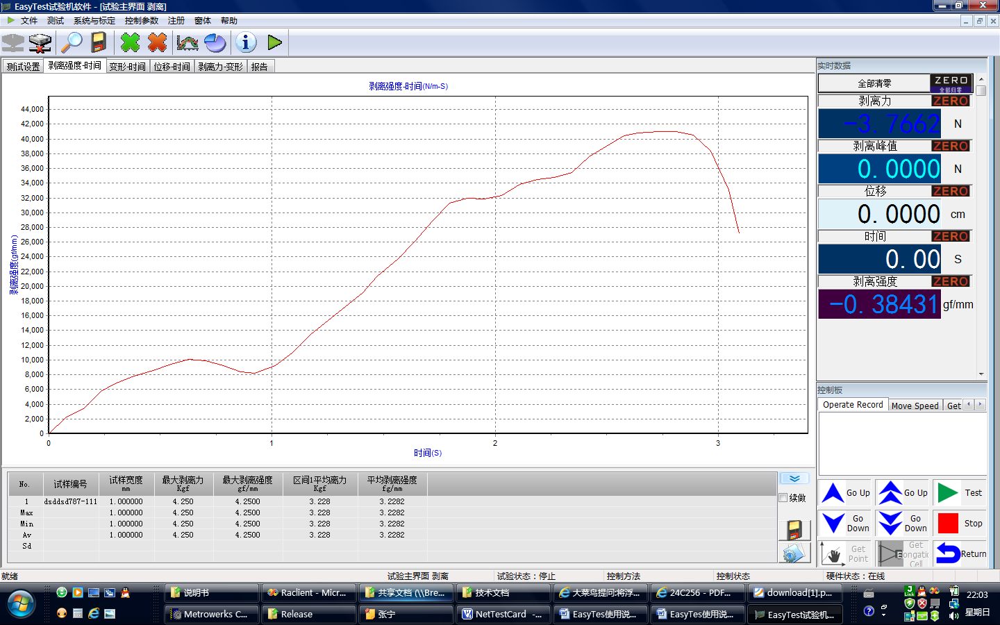 EasyTest试验机软件 - [试验主界面 剥离]
文件 测试 系统与标定 控制参数 注册 窗体 帮助
测试设置 剥离强度-时间 变形-时间 位移-时间 剥离力-变形 报告
剥离强度-时间(N/m-S)
44,000
42,000
40,000
38,000
36,000
34,000
32,000
30,000
28,000
26,000
24,000
22,000
20,000
18,000
16,000
14,000
12,000
10,000
8,000
6,000
4,000
2,000
0
剥离强度(gf/mm)
0 1 2 3
时间(S)
实时数据
全部清零 ZERO
全部归零
剥离力 ZERO
-3.7662 N
剥离峰值 ZERO
0.0000 N
位移 ZERO
0.0000 cm
时间 ZERO
0.00 S
剥离强度 ZERO
-0.38431 gf/mm
控制板
Operate Record Move Speed Get
Go Up Go Up Test
Go Down Go Down Stop
Get Point Get Return
No. 试样编号 试样宽度 mm 最大剥离力 Kgf 最大剥离强度 gf/mm 区间1平均离力 Kgf 平均剥离强度 fg/mm
1 dsddsd787-111 1.000000 4.250 4.2500 3.228 3.2282
Max 1.000000 4.250 4.2500 3.228 3.2282
Min 1.000000 4.250 4.2500 3.228 3.2282
Av 1.000000 4.250 4.2500 3.228 3.2282
Sd
续做
就绪 试验主界面 剥离 试验状态：停止 控制方法 控制状态 硬件状态：在线
说明书 Raclient - Micr... 共享文档 (\\Bre... 技术文档 大菜鸟提问:将浮... 24C256 - PDF... download[1].p...
Metrowerks C... Release 张宁 NetTestCard -... EasyTes使用说... EasyTes使用说... EasyTest试验机...
22:03
星期日